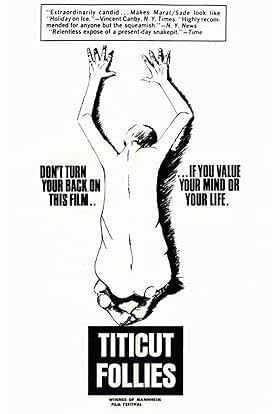 "Extraordinarily candid...Makes Marat/Sade look like
"Holiday on Ice."—Vincent Canby, N.Y. Times. "Highly recom-
mended for anyone but the squeamish."—N.Y. News
"Relentless expose of a present-day snakepit."—Time
DON'T TURN
YOUR BACK ON
THIS FILM..
...IF YOU VALUE
YOUR MIND OR
YOUR LIFE.
TITICUT
FOLLIES
WINNER OF MANNHEIM
FILM FESTIVAL